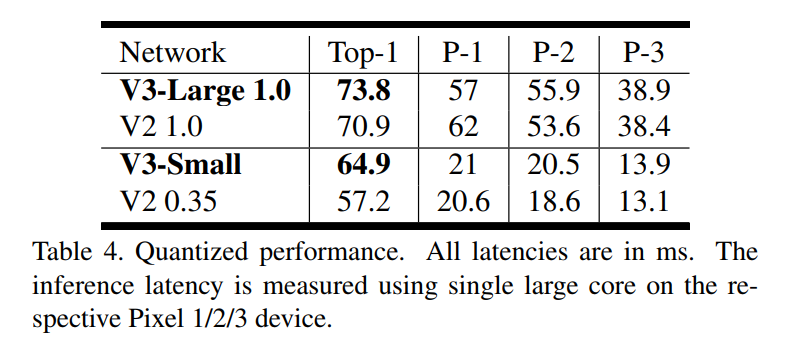 Network Top-1 P-1 P-2 P-3
V3-Large 1.0 73.8 57 55.9 38.9
V2 1.0 70.9 62 53.6 38.4
V3-Small 64.9 21 20.5 13.9
V2 0.35 57.2 20.6 18.6 13.1
Table 4. Quantized performance. All latencies are in ms. The
inference latency is measured using single large core on the re-
spective Pixel 1/2/3 device.